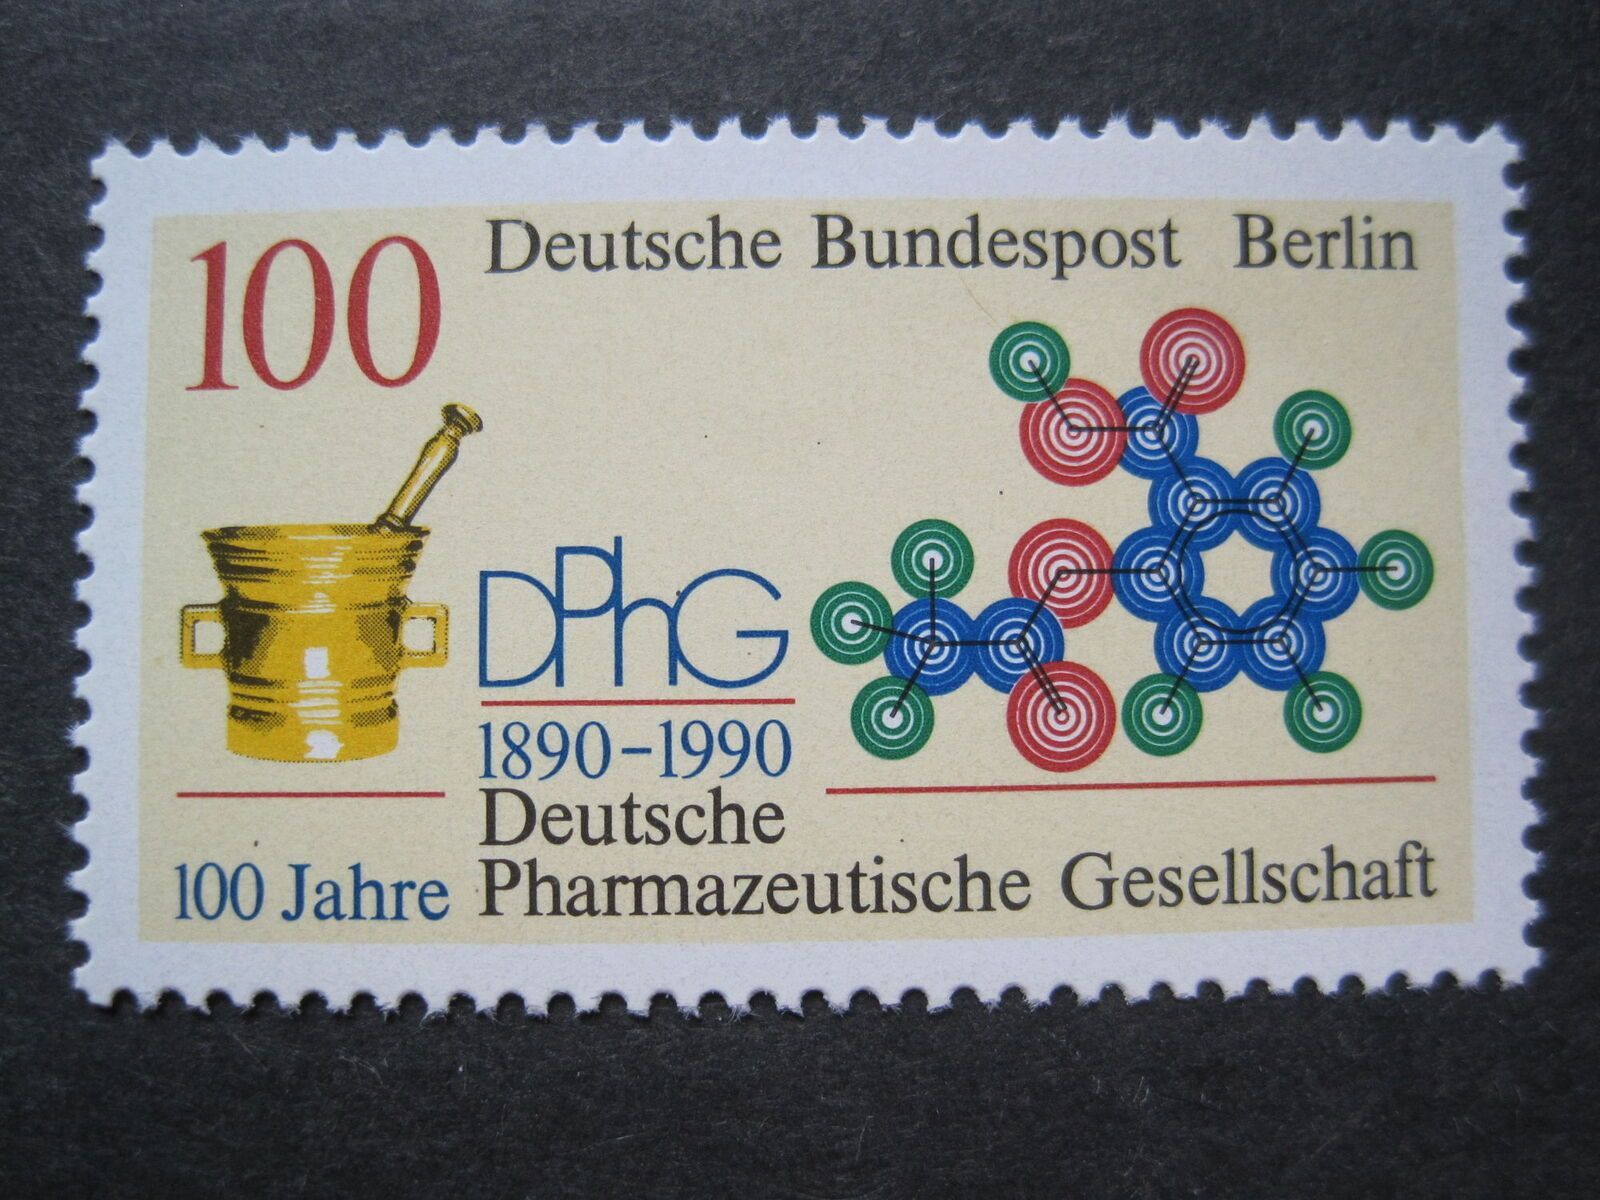 100 Deutsche Bundespost Berlin
DPhG
1890-1990
Deutsche
100 Jahre Pharmazeutische Gesellschaft